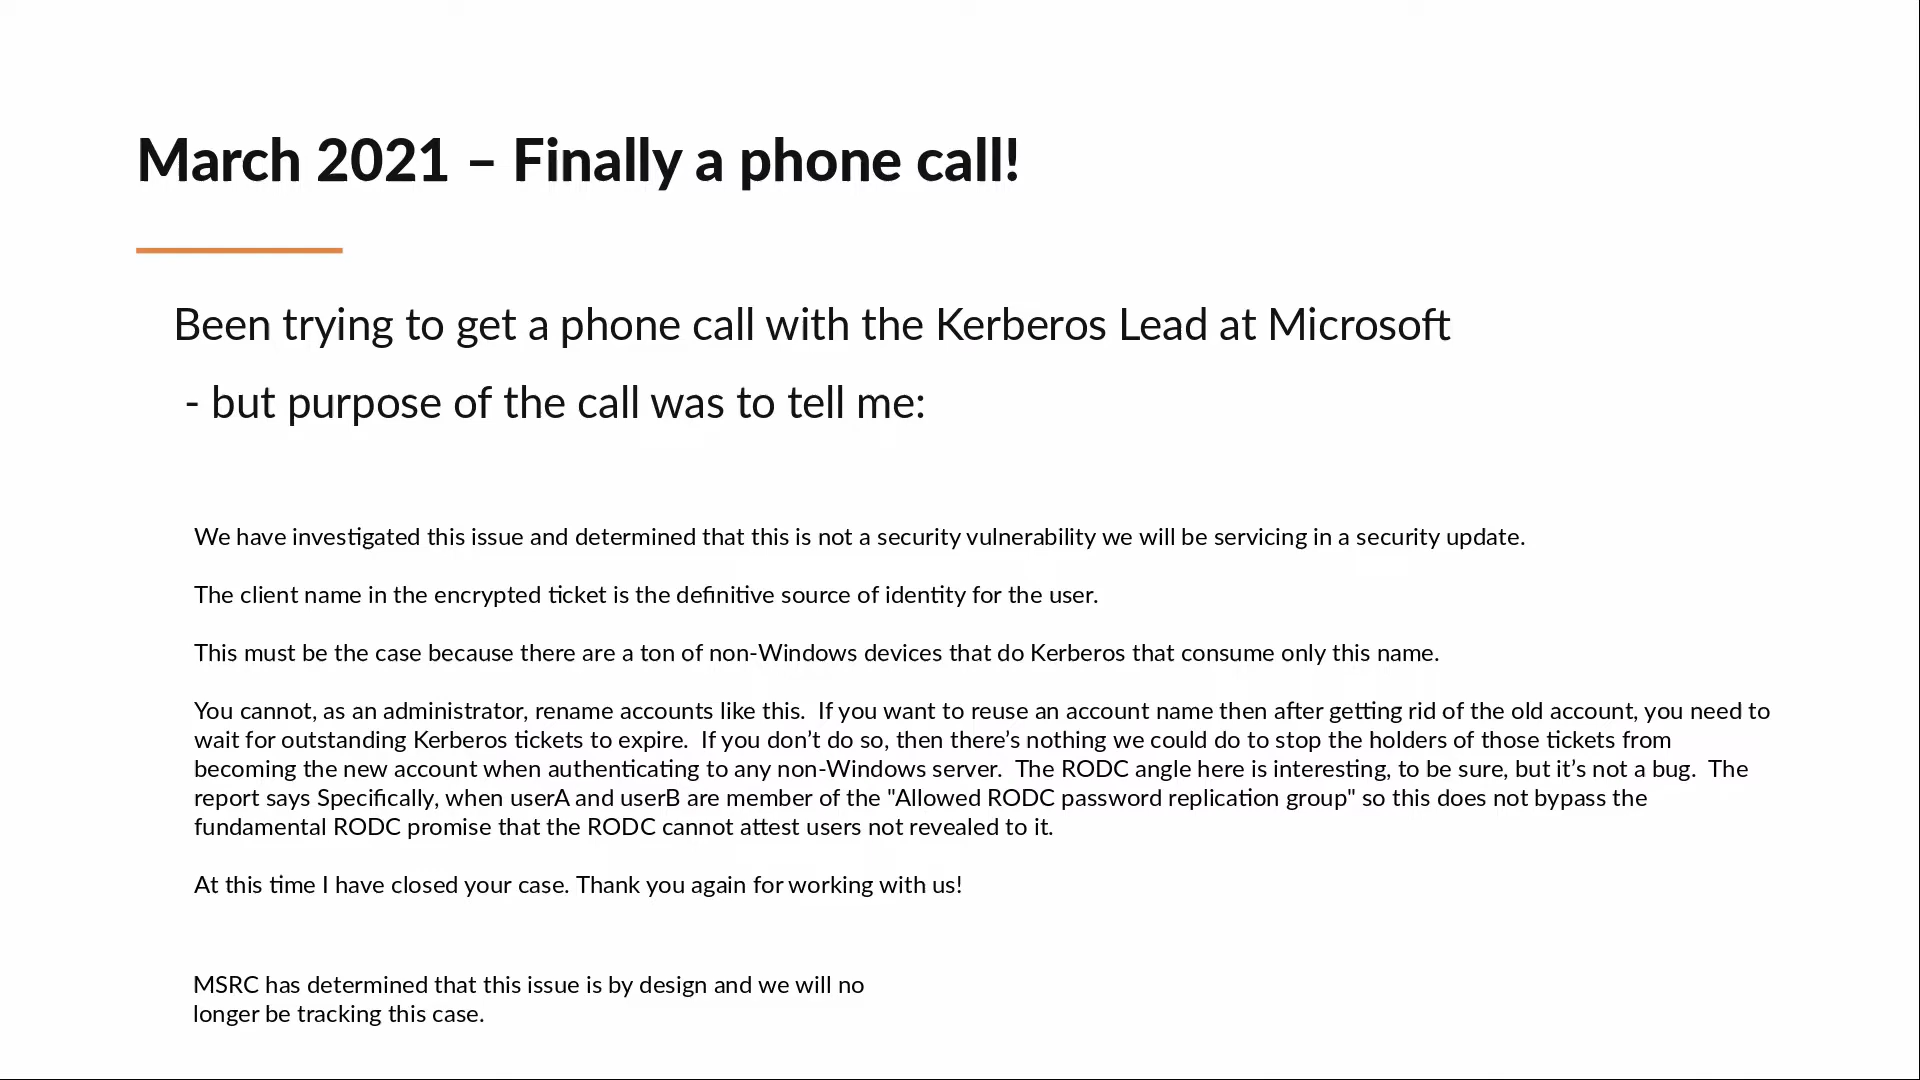 March 2021 – Finally a phone call!
Been trying to get a phone call with the Kerberos Lead at Microsoft
- but purpose of the call was to tell me:
We have investigated this issue and determined that this is not a security vulnerability we will be servicing in a security update.
The client name in the encrypted ticket is the definitive source of identity for the user.
This must be the case because there are a ton of non-Windows devices that do Kerberos that consume only this name.
You cannot, as an administrator, rename accounts like this.  If you want to reuse an account name then after getting rid of the old account, you need to
wait for outstanding Kerberos tickets to expire.  If you don’t do so, then there’s nothing we could do to stop the holders of those tickets from
becoming the new account when authenticating to any non-Windows server.  The RODC angle here is interesting, to be sure, but it’s not a bug.  The
report says Specifically, when userA and userB are member of the "Allowed RODC password replication group" so this does not bypass the
fundamental RODC promise that the RODC cannot attest users not revealed to it.
At this time I have closed your case. Thank you again for working with us!
MSRC has determined that this issue is by design and we will no
longer be tracking this case.